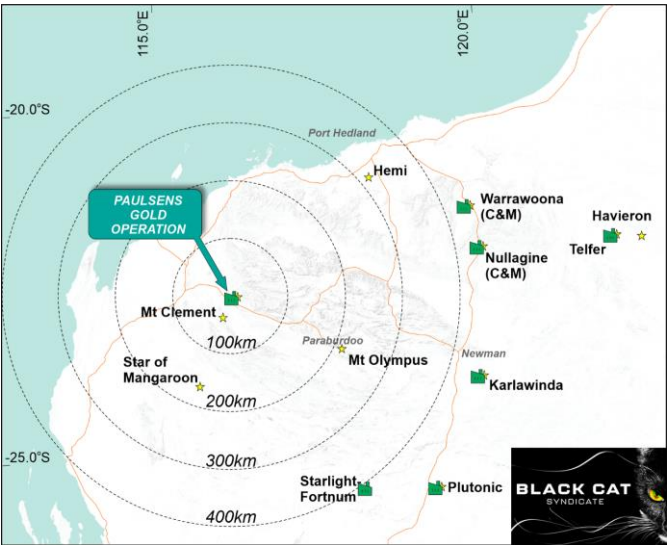 115.0°E
120.0°E
-20.0°S
Port Hedland
Hemi
PAULSENS
GOLD
OPERATION
Warrawoona
(C&M)
Havieron
Telfer
Nullagine
(C&M)
Mt Clement
100km
Paraburdoo
Mt Olympus
Newman
Star of
Mangaroon
Karlawinda
200km
300km
-25.0°S
Starlight
Fortnum
Plutonic
400km
BLACK CAT
SYNDICATE